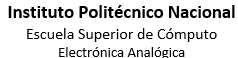 Instituto Politécnico Nacional
Escuela Superior de Cómputo
Electrónica Analógica